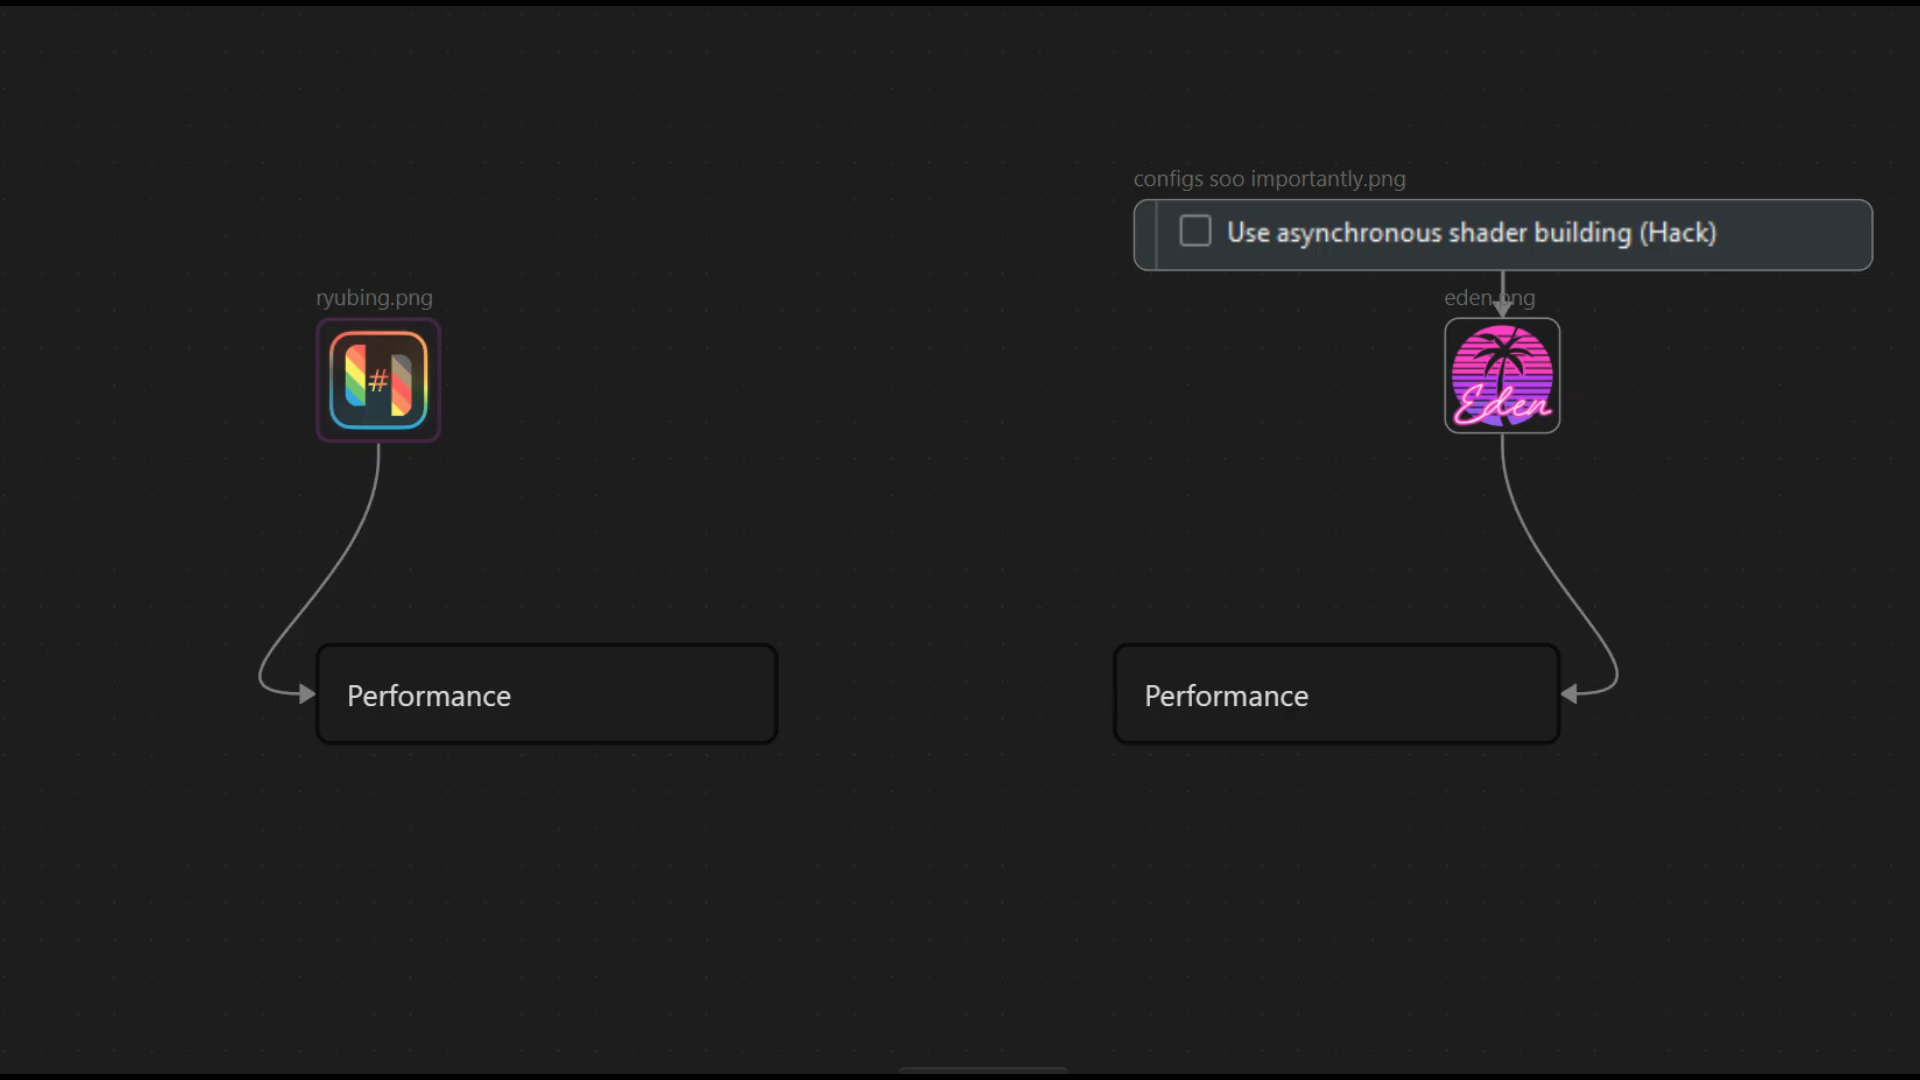 configs soo importantly.png
Use asynchronous shader building (Hack)
ryubing.png
#
eden.png
Eden
Performance
Performance